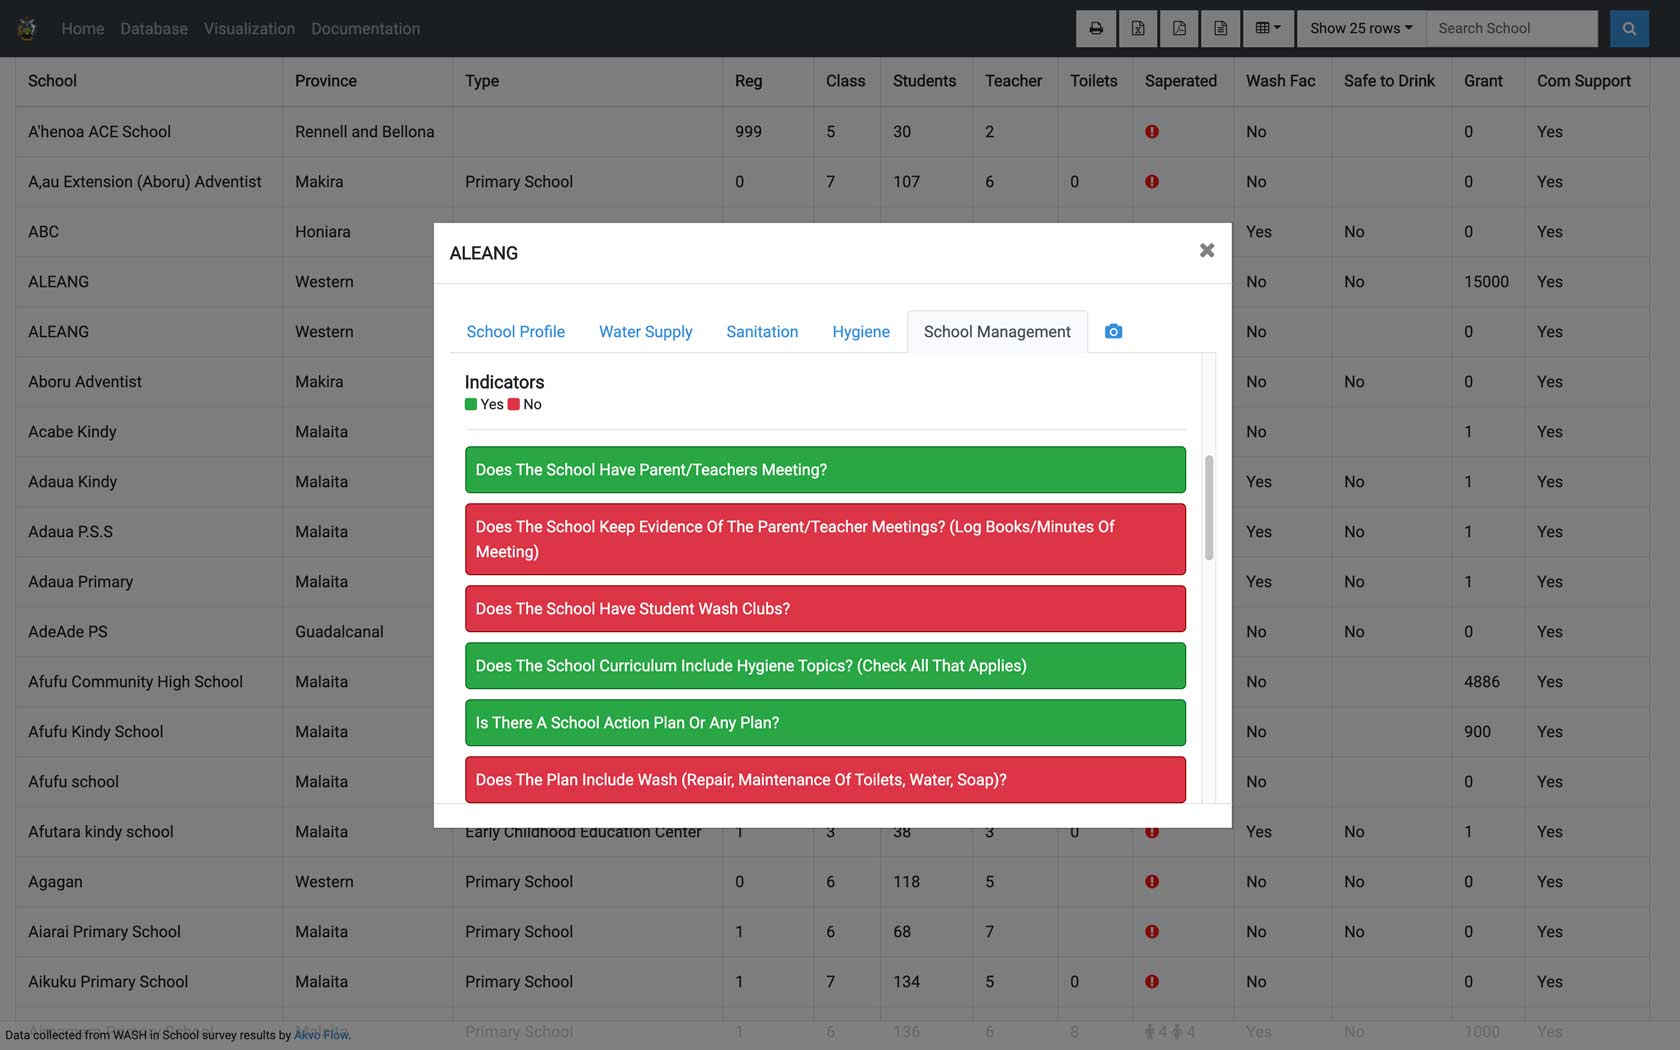 Home Database Visualization Documentation Show 25 rows Search School
School Province Type Reg Class Students Teacher Toilets Saperated Wash Fac Safe to Drink Grant Com Support
A'henoa ACE School Rennell and Bellona 999 5 30 2 No 0 Yes
A,au Extension (Aboru) Adventist Makira Primary School 0 7 107 6 0 No 0 Yes
ABC Honiara Yes No 0 Yes
ALEANG
ALEANG Western No No 15000 Yes
School Profile Water Supply Sanitation Hygiene School Management
ALEANG Western No 0 Yes
Indicators
Aboru Adventist Makira No No 0 Yes
Yes No
Acabe Kindy Malaita No 1 Yes
Does The School Have Parent/Teachers Meeting?
Adaua Kindy Malaita Yes No 1 Yes
Does The School Keep Evidence Of The Parent/Teacher Meetings? (Log Books/Minutes Of
Meeting)
Adaua P.S.S Malaita Yes No 1 Yes
Adaua Primary Malaita Yes No 1 Yes
Does The School Have Student Wash Clubs?
AdeAde PS Guadalcanal No No 0 Yes
Does The School Curriculum Include Hygiene Topics? (Check All That Applies)
Afufu Community High School Malaita No 4886 Yes
Is There A School Action Plan Or Any Plan?
Afufu Kindy School Malaita No 900 Yes
Does The Plan Include Wash (Repair, Maintenance Of Toilets, Water, Soap)?
Afufu school Malaita No 0 Yes
Afutara kindy school Malaita Early Childhood Education Center 1 3 38 3 0 Yes No 1 Yes
Agagan Western Primary School 0 6 118 5 No No 0 Yes
Aiarai Primary School Malaita Primary School 1 6 68 7 No No 0 Yes
Aikuku Primary School Malaita Primary School 1 7 134 5 0 No 0 Yes
Malaita Primary School 1 6 136 6 8 4 4 Yes No 1000 Yes
Data collected from WASH in School survey results by Akvo Flow.